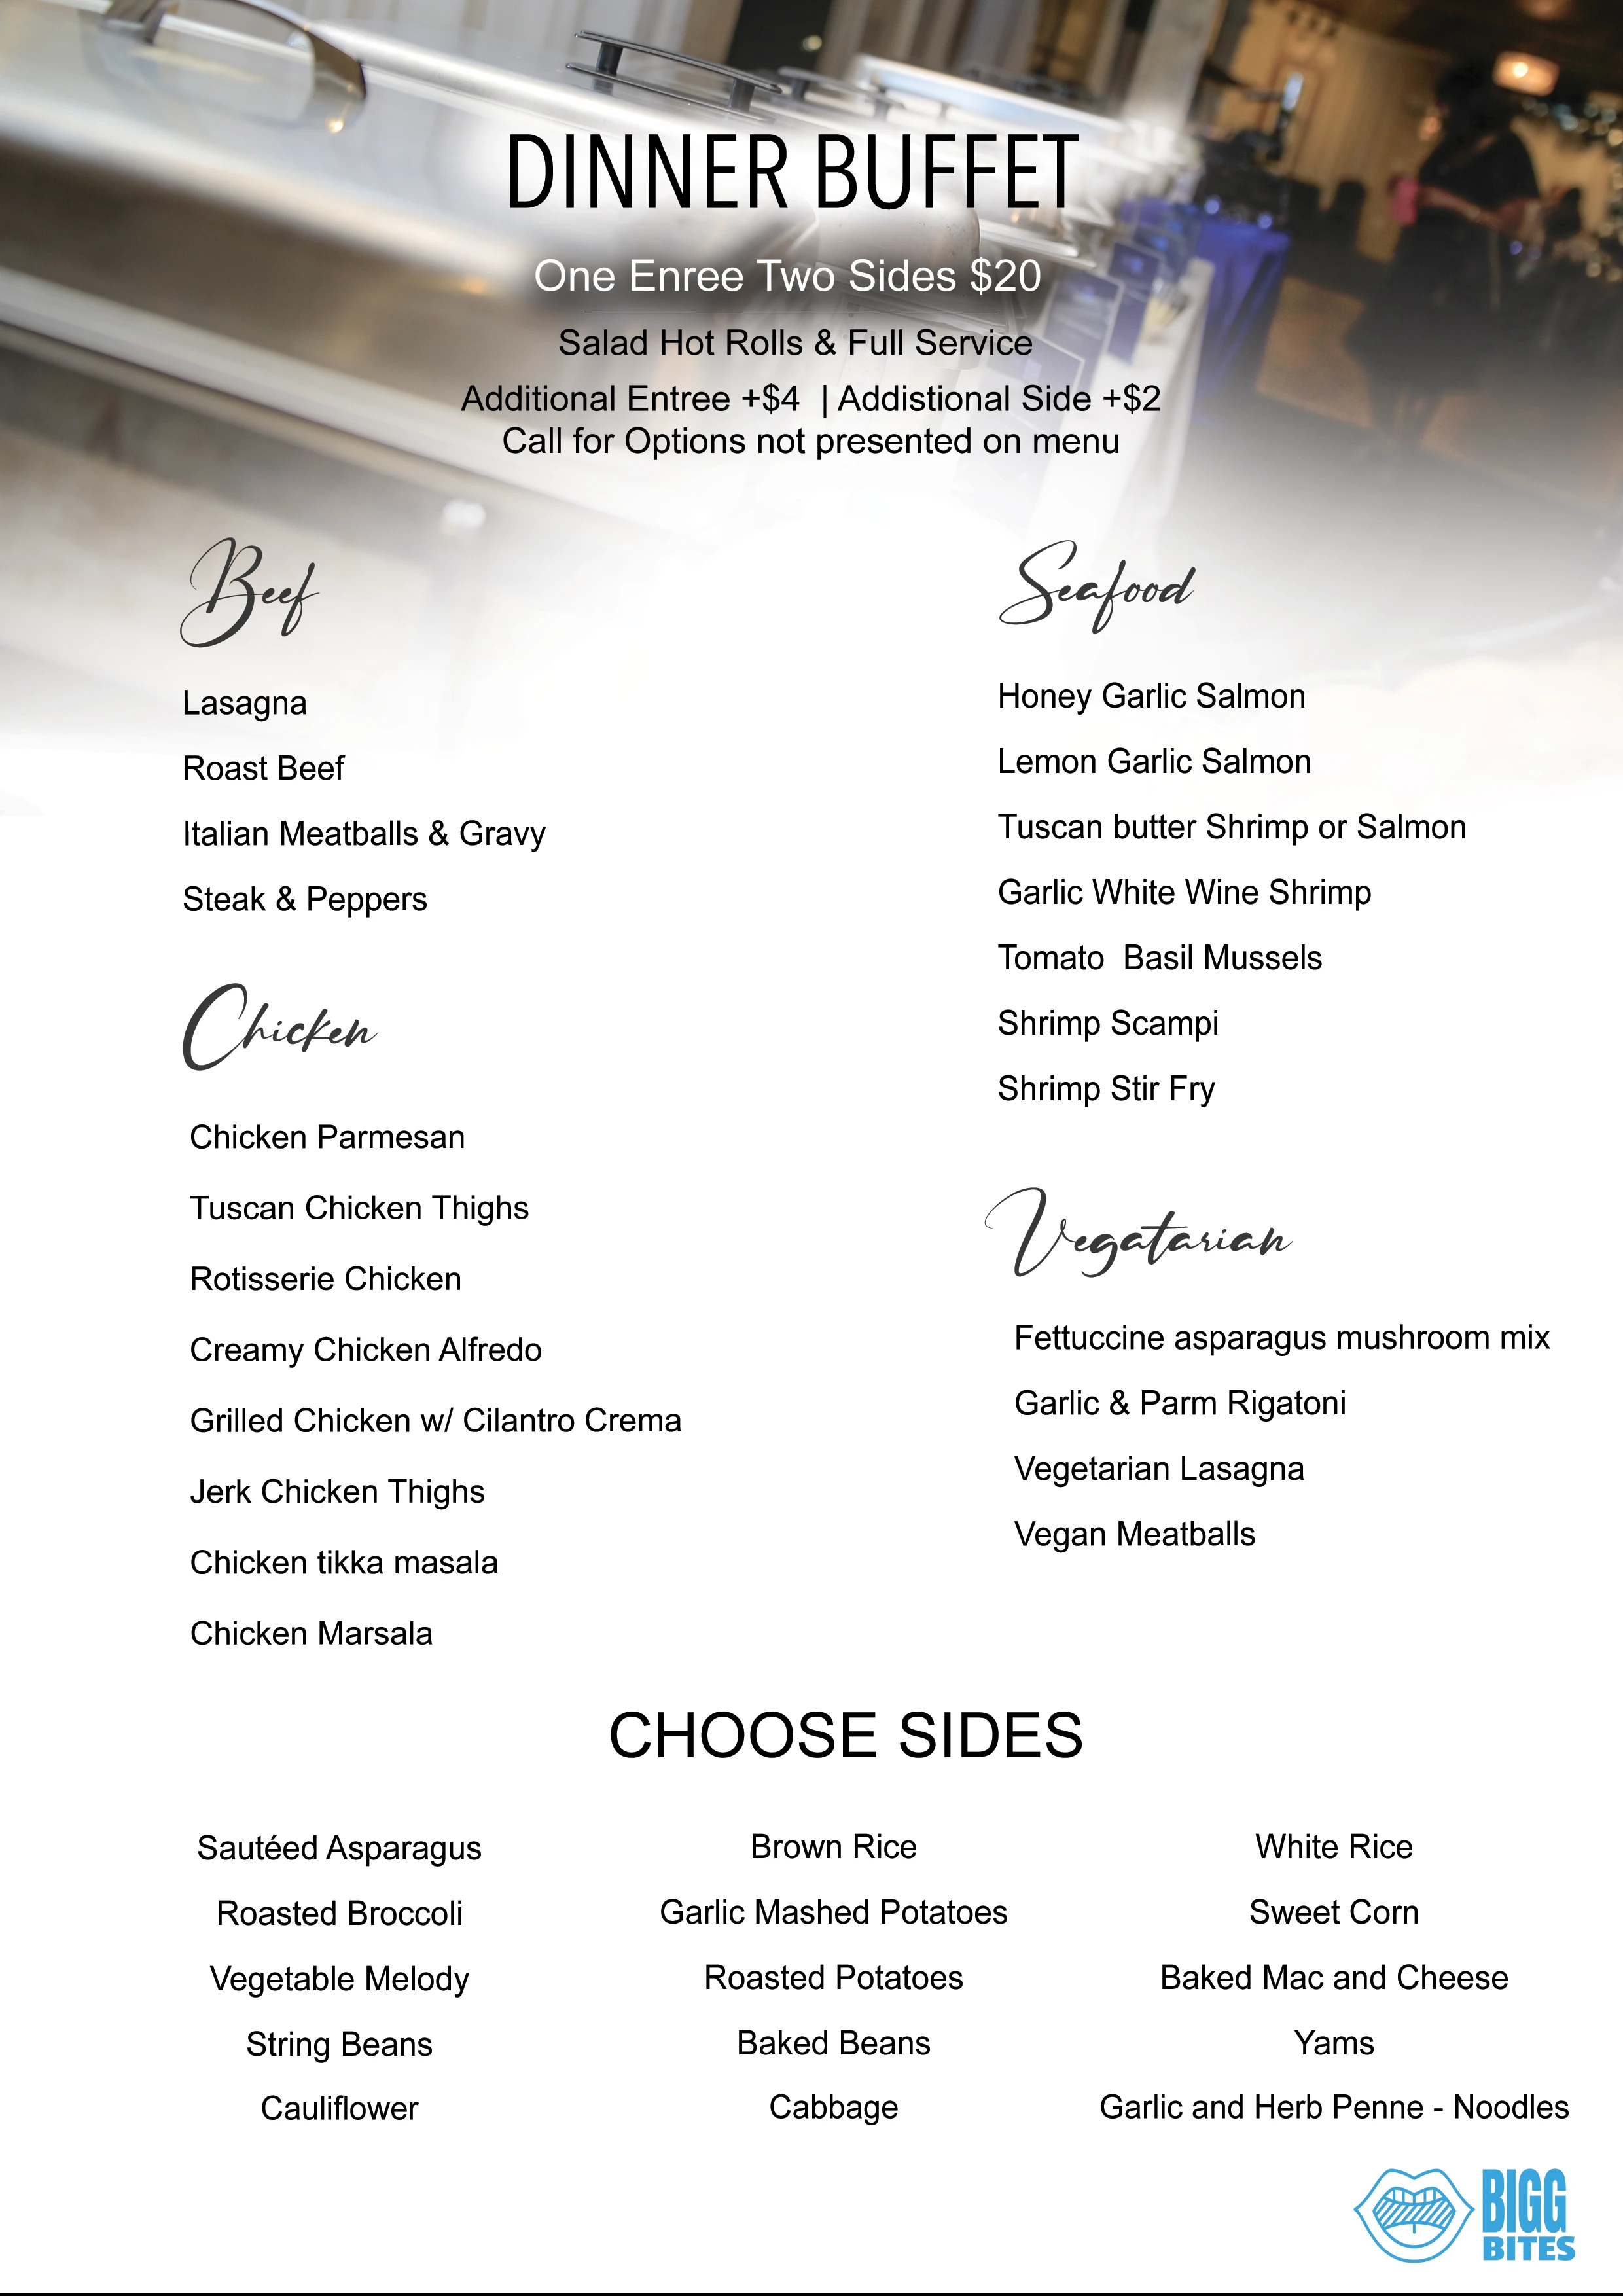 DINNER BUFFET
One Enree Two Sides $20
Salad Hot Rolls & Full Service
Additional Entree +$4 | Addistional Side +$2
Call for Options not presented on menu
Beef
Lasagna
Roast Beef
Italian Meatballs & Gravy
Steak & Peppers
Chicken
Chicken Parmesan
Tuscan Chicken Thighs
Rotisserie Chicken
Creamy Chicken Alfredo
Grilled Chicken w/ Cilantro Crema
Jerk Chicken Thighs
Chicken tikka masala
Chicken Marsala
Seafood
Honey Garlic Salmon
Lemon Garlic Salmon
Tuscan butter Shrimp or Salmon
Garlic White Wine Shrimp
Tomato  Basil Mussels
Shrimp Scampi
Shrimp Stir Fry
Vegatarian
Fettuccine asparagus mushroom mix
Garlic & Parm Rigatoni
Vegetarian Lasagna
Vegan Meatballs
CHOOSE SIDES
Sautéed Asparagus
Roasted Broccoli
Vegetable Melody
String Beans
Cauliflower
Brown Rice
Garlic Mashed Potatoes
Roasted Potatoes
Baked Beans
Cabbage
White Rice
Sweet Corn
Baked Mac and Cheese
Yams
Garlic and Herb Penne - Noodles
BIGG
BITES